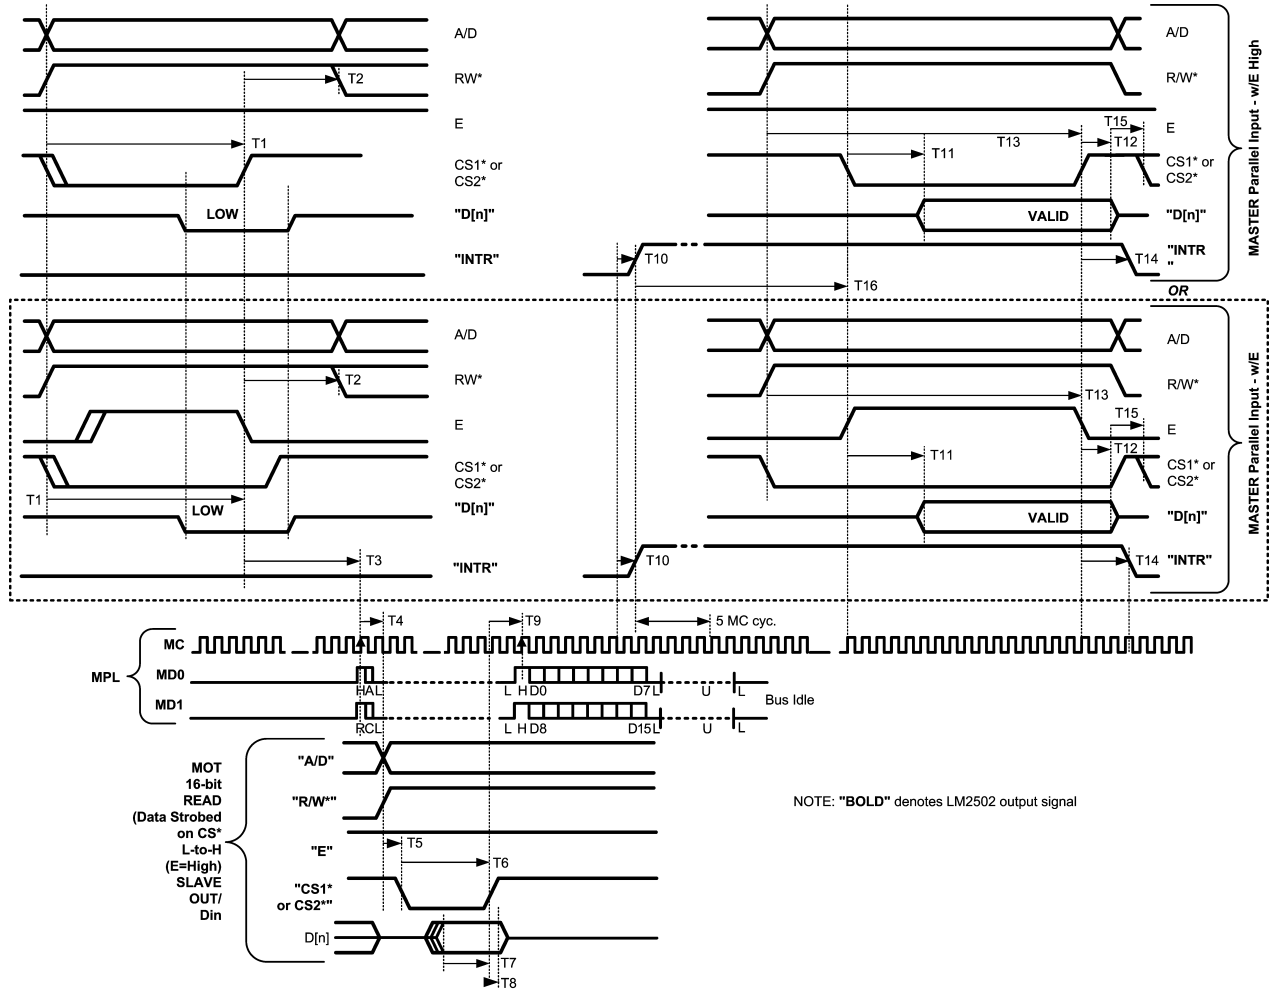 A/D
RW*
T2
E
T1
CS1* or
CS2*
LOW
"D[n]"
"INTR"
A/D
R/W*
T15
E
T13
T12
T11
CS1* or
CS2*
VALID
"D[n]"
T10
T14
"INTR
"
T16
OR
MASTER Parallel Input - w/E High
A/D
RW*
T2
E
CS1* or
CS2*
T1
LOW
"D[n]"
T3
"INTR"
A/D
R/W*
T13
T15
E
T12
T11
CS1* or
CS2*
VALID
"D[n]"
T10
T14
"INTR"
MASTER Parallel Input - w/E
T4
T9
5 MC cyc.
MPL
MC
MD0
HAL
L H D0
D7 L
U
L
Bus Idle
MD1
RCL
L H D8
D15 L
U
L
MOT
16-bit
READ
(Data Strobed
on CS*
L-to-H
(E=High)
SLAVE
OUT/
Din
"A/D"
"R/W*"
"E"
T5
T6
"CS1*
or CS2*"
D[n]
T7
T8
NOTE: "BOLD" denotes LM2502 output signal